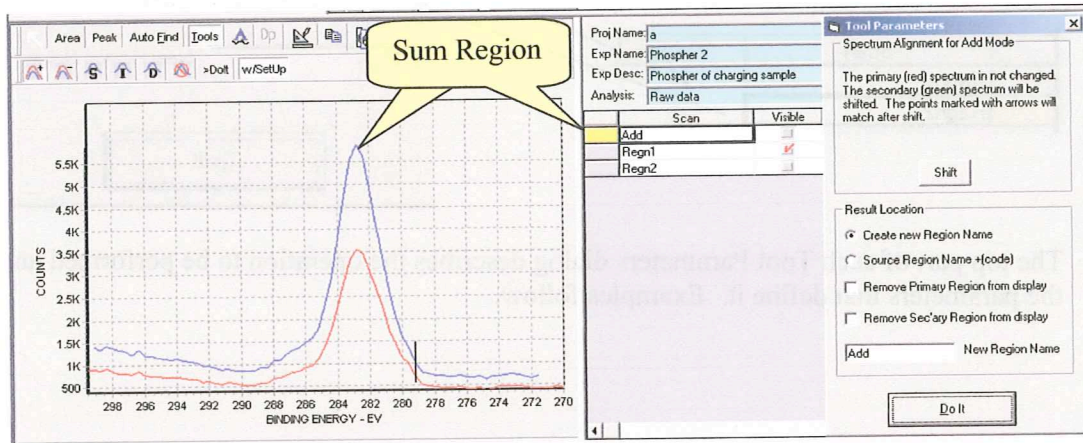 Area Peak Auto Find Tools Dp
S I D >DoIt w/SetUp
Sum Region
5.5K
5K
4.5K
4K
3.5K
3K
2.5K
2K
1.5K
1K
500
COUNTS
298 296 294 292 290 288 286 284 282 280 278 276 274 272 270
BINDING ENERGY - EV
Proj Name: a
Exp Name: Phospher 2
Exp Desc: Phospher of charging sample
Analysis: Raw data
Scan Visible
Add
Regn1
Regn2
Tool Parameters
Spectrum Alignment for Add Mode
The primary (red) spectrum in not changed.
The secondary (green) spectrum will be
shifted. The points marked with arrows will
match after shift.
Shift
Result Location
Create new Region Name
Source Region Name +(code)
Remove Primary Region from display
Remove Sec'ary Region from display
Add New Region Name
Do It